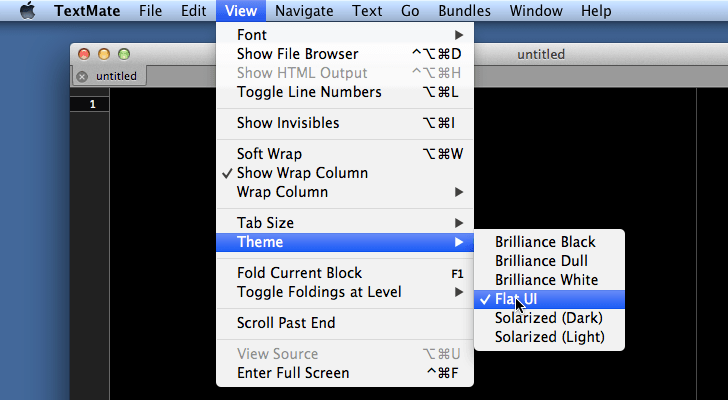 TextMate File Edit View Navigate Text Go Bundles Window Help
untitled
untitled
1
Font ▶
Show File Browser ^⌥⌘D
Show HTML Output ^⌥⌘H
Toggle Line Numbers ⌥⌘L
Show Invisibles ⌥⌘I
Soft Wrap ⌥⌘W
✓ Show Wrap Column
Wrap Column ▶
Tab Size ▶
Theme ▶
Fold Current Block F1
Toggle Foldings at Level ▶
Scroll Past End
View Source ⌥⌘U
Enter Full Screen ^⌘F
Brilliance Black
Brilliance Dull
Brilliance White
✓ Flat UI
Solarized (Dark)
Solarized (Light)